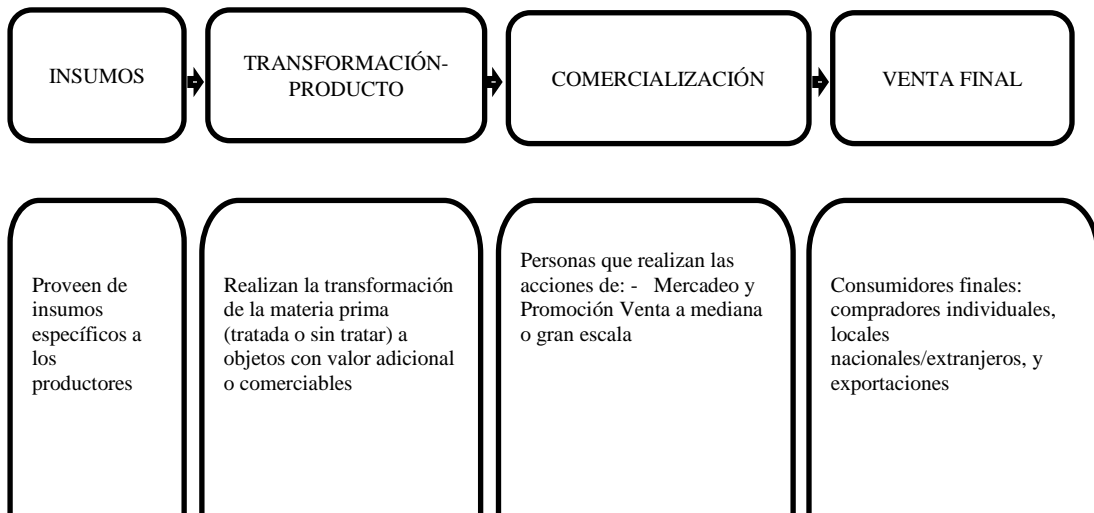 INSUMOS
TRANSFORMACIÓN-
PRODUCTO
COMERCIALIZACIÓN
VENTA FINAL
Proveen de
insumos
específicos a
los
productores
Realizan la transformación
de la materia prima
(tratada o sin tratar) a
objetos con valor adicional
o comerciables
Personas que realizan las
acciones de: - Mercadeo y
Promoción Venta a mediana
o gran escala
Consumidores finales:
compradores individuales,
locales
nacionales/extranjeros, y
exportaciones